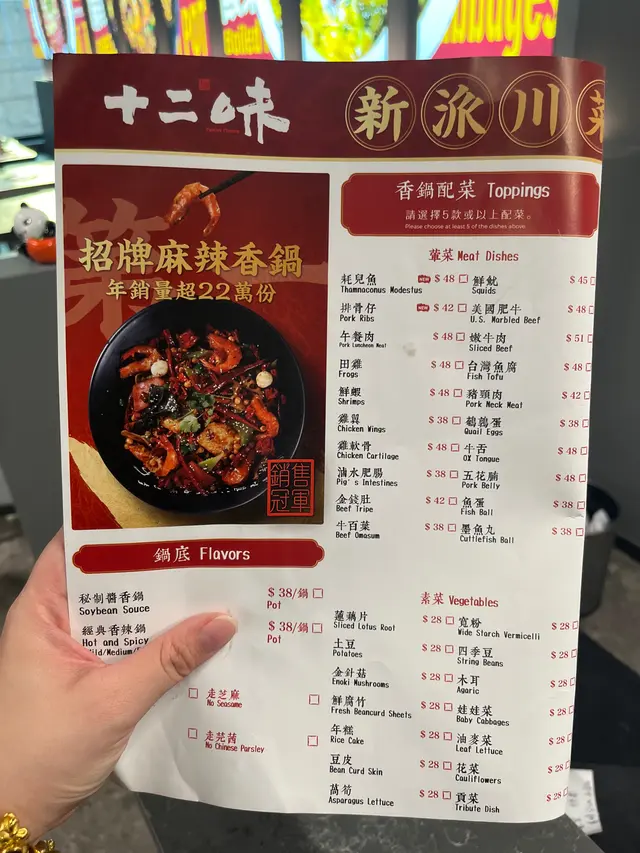 十二味
新派川菜
招牌麻辣香鍋
年銷量超22萬份
銷售
冠軍
香鍋配菜 Toppings
請選擇5款或以上配菜。
Please choose at least 5 of the dishes above
葷菜 Meat Dishes
耗兒魚 NEW $ 48
Thamnaconus Modestus
排骨仔 NEW $ 42
Pork Ribs
午餐肉 $ 48
Pork Luncheon Meat
田雞 $ 48
Frogs
鮮蝦 $ 48
Shrimps
雞翼 $ 38
Chicken Wings
雞軟骨 $ 48
Chicken Cartilage
滷水肥腸 $ 38
Pig's Intestines
金錢肚 $ 42
Beef Tripe
牛百葉 $ 38
Beef Omasum
鮮魷 $ 45
Squids
美國肥牛 $ 48
U.S. Marbled Beef
嫩牛肉 $ 51
Sliced Beef
台灣魚腐 $ 48
Fish Tofu
豬頸肉 $ 42
Pork Neck Meat
鵪鶉蛋 $ 38
Quail Eggs
牛舌 $ 48
OX Tongue
五花腩 $ 48
Pork Belly
魚蛋 $ 38
Fish Ball
墨魚丸 $ 38
Cuttlefish Ball
鍋底 Flavors
秘制醬香鍋 $ 38/鍋
Soybean Souce Pot
經典香辣鍋 $ 38/鍋
Hot and Spicy Pot
走芝麻
No Seasame
走芫茜
No Chinese Parsley
素菜 Vegetables
蓮藕片 $ 28
Sliced Lotus Root
土豆 $ 28
Potatoes
金針菇 $ 28
Enoki Mushrooms
鮮腐竹 $ 28
Fresh Beancurd Sheets
年糕 $ 28
Rice Cake
豆皮 $ 28
Bean Curd Skin
萵筍 $ 28
Asparagus Lettuce
寬粉 $ 28
Wide Starch Vermicelli
四季豆 $ 28
String Beans
木耳 $ 28
Agaric
娃娃菜 $ 28
Baby Cabbages
油麥菜 $ 28
Leaf Lettuce
花菜 $ 28
Cauliflowers
貢菜 $ 28
Tribute Dish